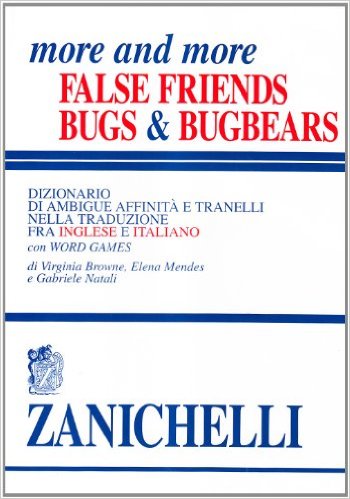 more and more
FALSE FRIENDS
BUGS & BUGBEARS
DIZIONARIO
DI AMBIGUE AFFINITÀ E TRANELLI
NELLA TRADUZIONE
FRA INGLESE E ITALIANO
con WORD GAMES
di Virginia Browne, Elena Mendes
e Gabriele Natali
ZANICHELLI